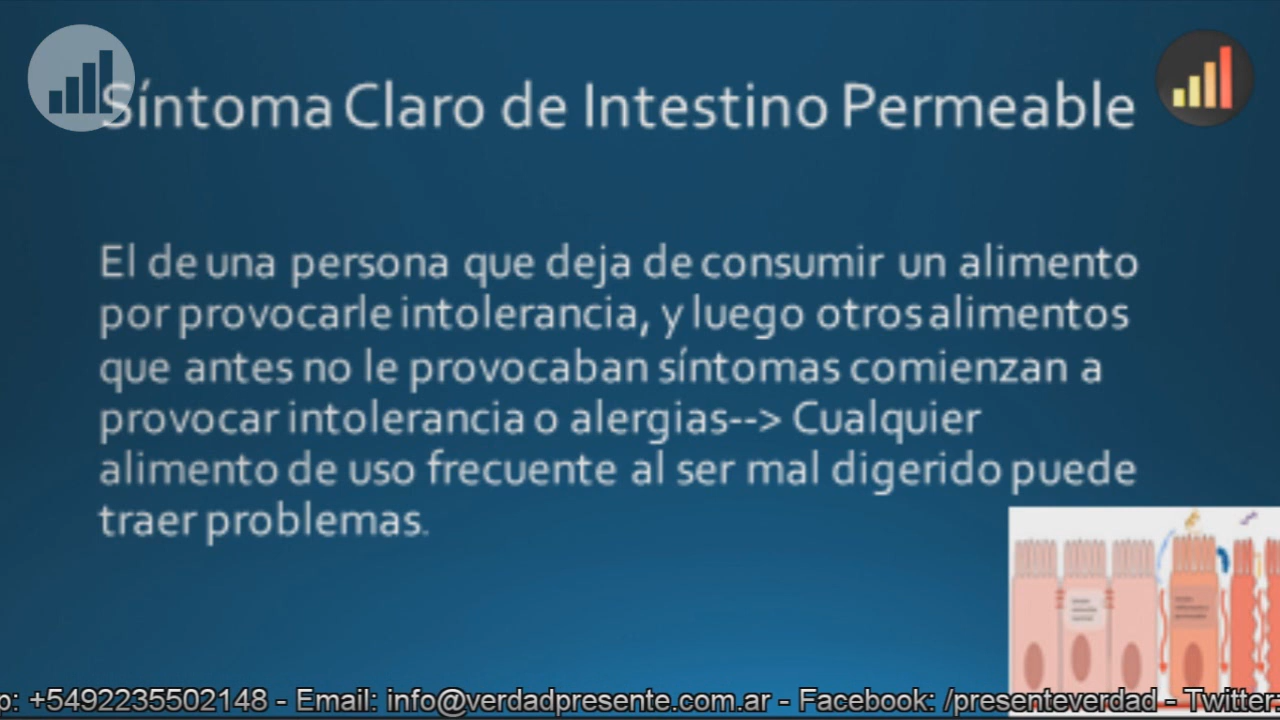 Síntoma Claro de Intestino Permeable
El de una persona que deja de consumir un alimento
por provocarle intolerancia, y luego otros alimentos
que antes no le provocaban síntomas comienzan a
provocar intolerancia o alergias--> Cualquier
alimento de uso frecuente al ser mal digerido puede
traer problemas.
p: +5492235502148 - Email: info@verdadpresente.com.ar - Facebook: /presenteverdad - Twitter: